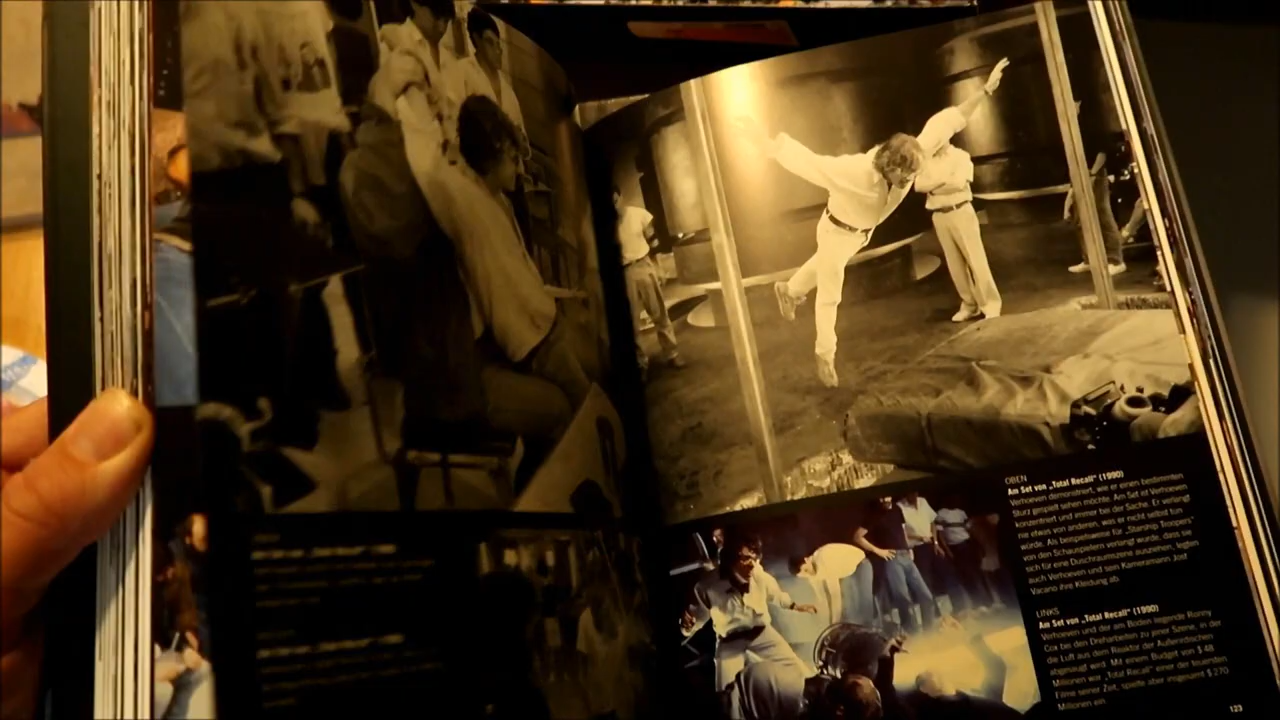 OBEN
Am Set von „Total Recall" (1990)
Verhoeven demonstriert, wie er einen bestimmten
Sturz gespielt sehen möchte. Am Set ist Verhoeven
konzentriert und immer bei der Sache. Er verlangt
nie etwas von anderen, was er nicht selbst tun
würde. Als beispielsweise für „Starship Troopers"
von den Schauspielern verlangt wurde, dass sie
sich für eine Duschraumszene ausziehen, legten
auch Verhoeven und sein Kameramann Jost
Vacano ihre Kleidung ab.
LINKS
Am Set von „Total Recall" (1990)
Verhoeven und der am Boden liegende Ronny
Cox bei den Dreharbeiten zu jener Szene, in der
die Luft aus dem Reaktor der Außerirdischen
abgesaugt wird. Mit einem Budget von $ 48
Millionen war „Total Recall" einer der teuersten
Filme seiner Zeit, spielte aber insgesamt $ 270
Millionen ein.
123